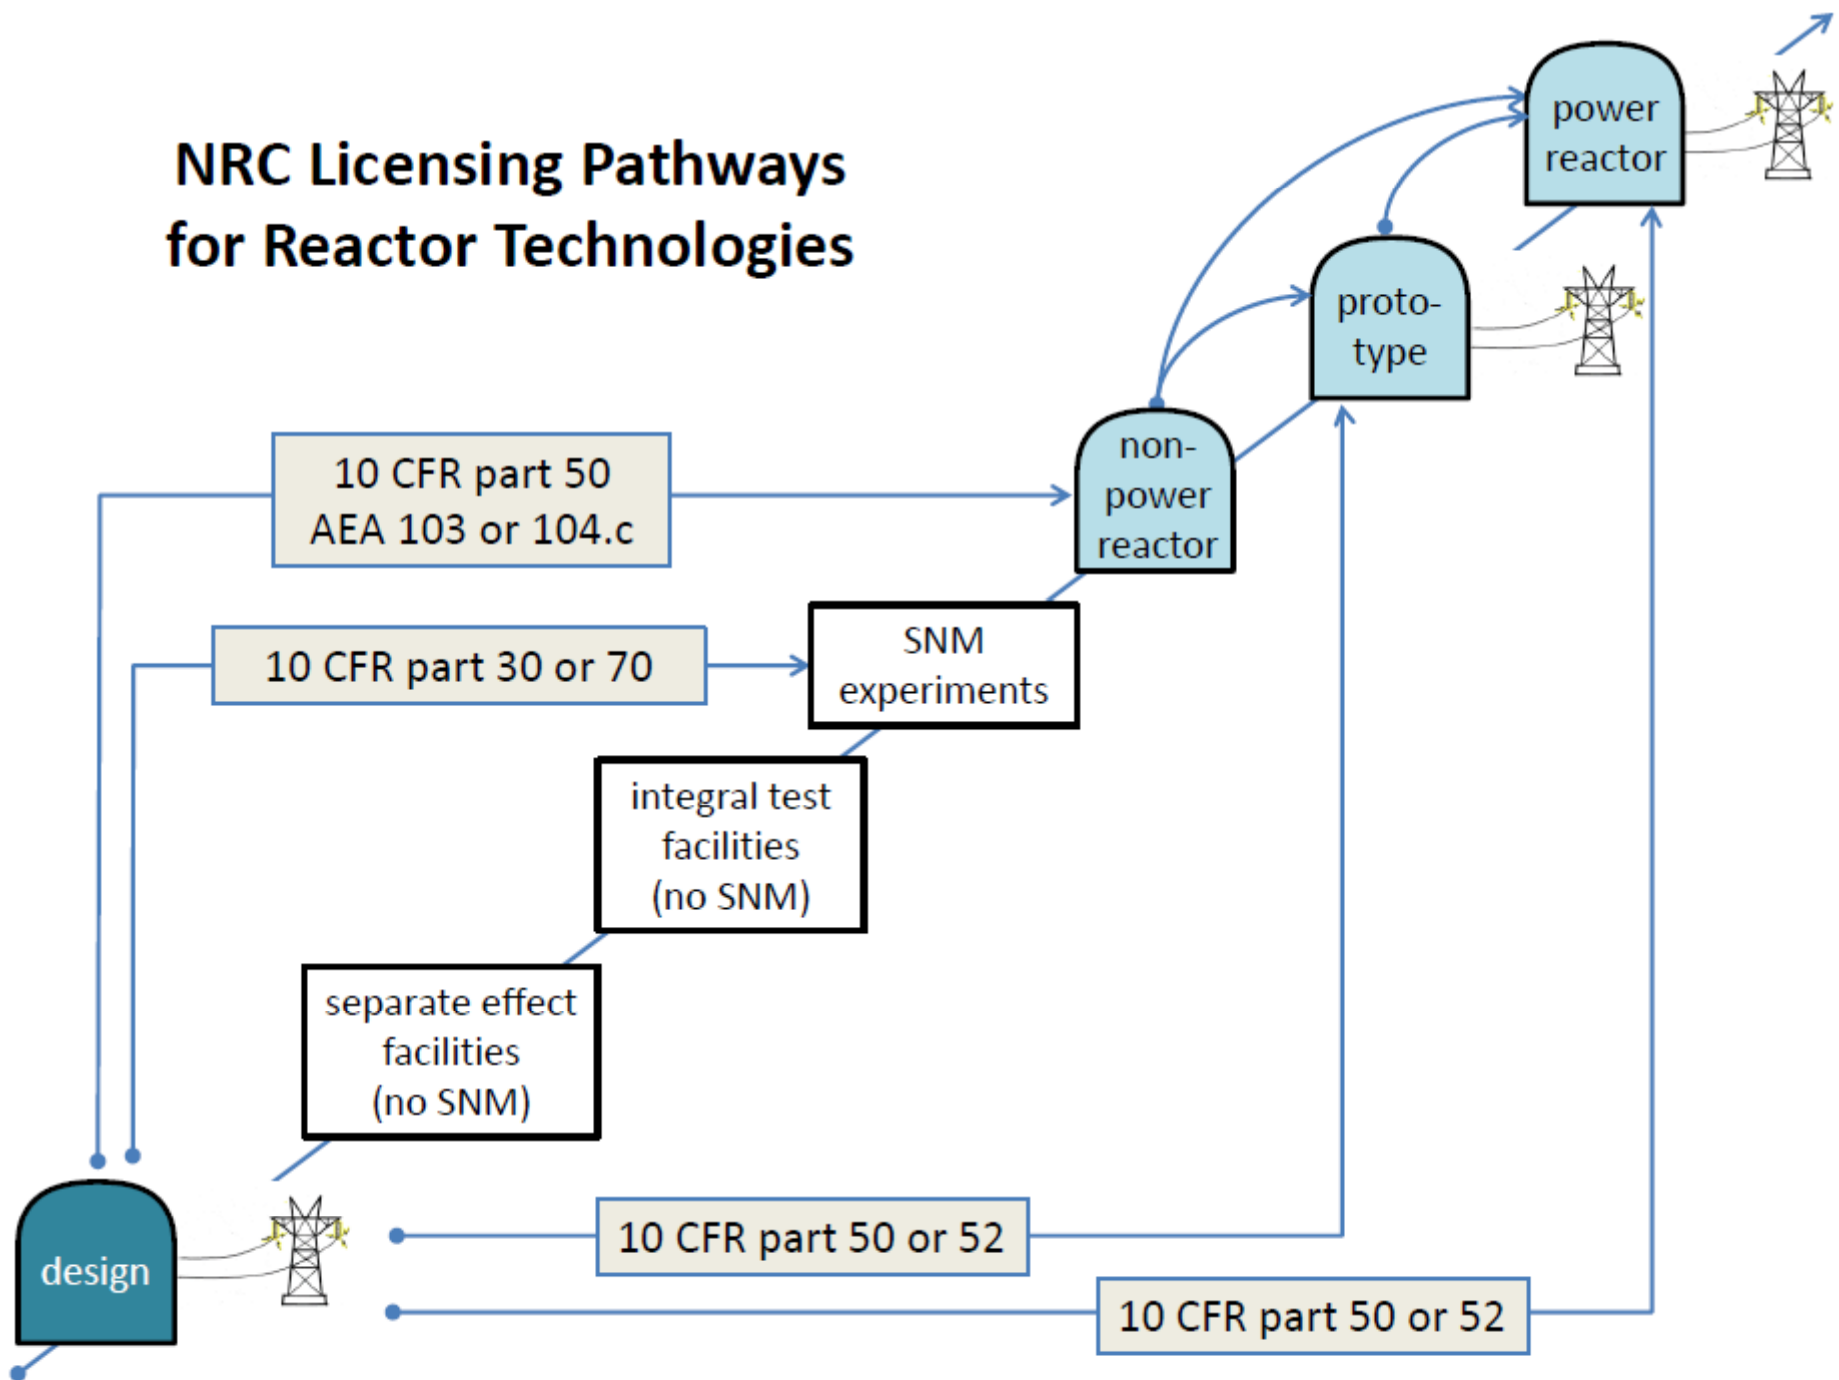 NRC Licensing Pathways
for Reactor Technologies
power
reactor
proto-
type
non-
power
reactor
10 CFR part 50
AEA 103 or 104.c
10 CFR part 30 or 70
SNM
experiments
integral test
facilities
(no SNM)
separate effect
facilities
(no SNM)
design
10 CFR part 50 or 52
10 CFR part 50 or 52